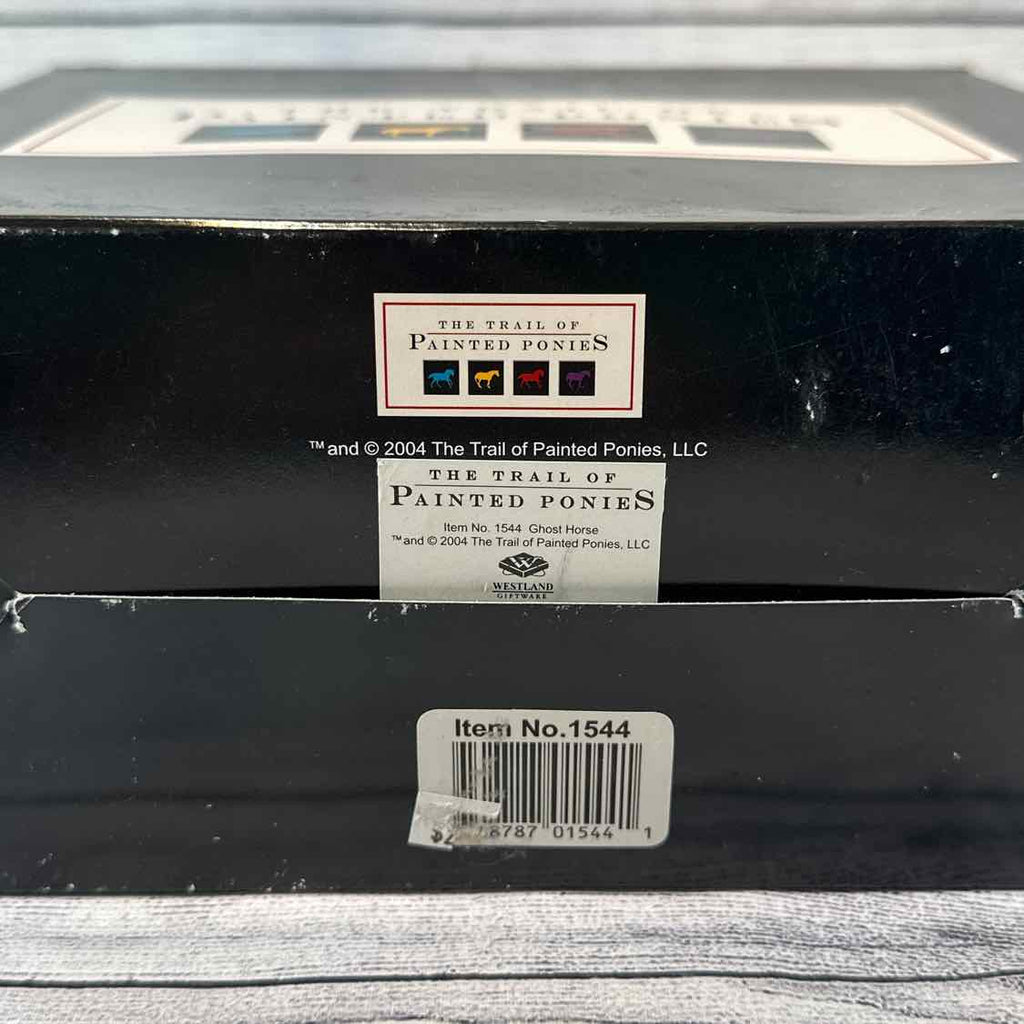 THE TRAIL OF
PAINTED PONIES
™ and © 2004 The Trail of Painted Ponies, LLC
THE TRAIL OF
PAINTED PONIES
Item No. 1544 Ghost Horse
™ and © 2004 The Trail of Painted Ponies, LLC
WESTLAND
GIFTWARE
Item No.1544
8787 01544 1